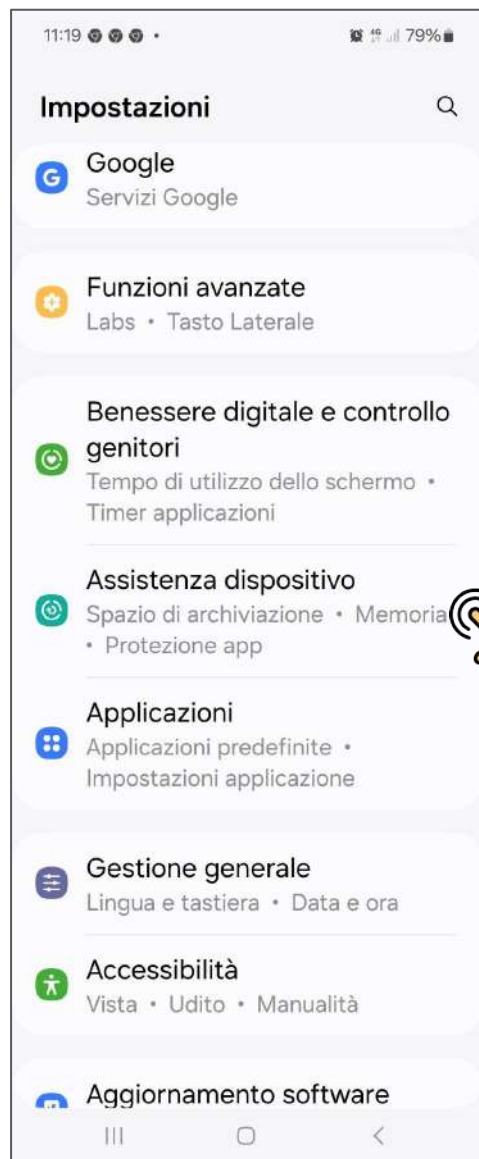 11:19
4G
79%
Impostazioni
Google
Servizi Google
Funzioni avanzate
Labs • Tasto Laterale
Benessere digitale e controllo
genitori
Tempo di utilizzo dello schermo •
Timer applicazioni
Assistenza dispositivo
Spazio di archiviazione • Memoria
• Protezione app
Applicazioni
Applicazioni predefinite •
Impostazioni applicazione
Gestione generale
Lingua e tastiera • Data e ora
Accessibilità
Vista • Udito • Manualità
Aggiornamento software